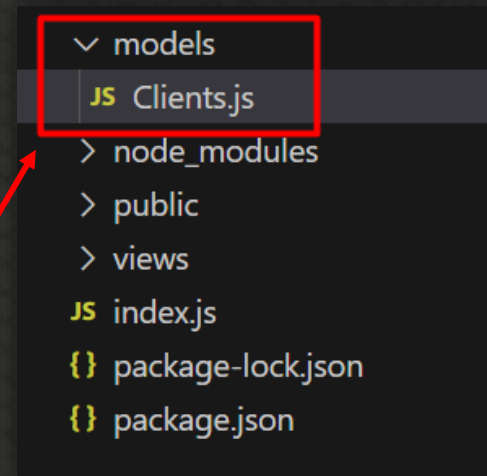 models
JS Clients.js
node_modules
public
views
JS index.js
{} package-lock.json
{} package.json